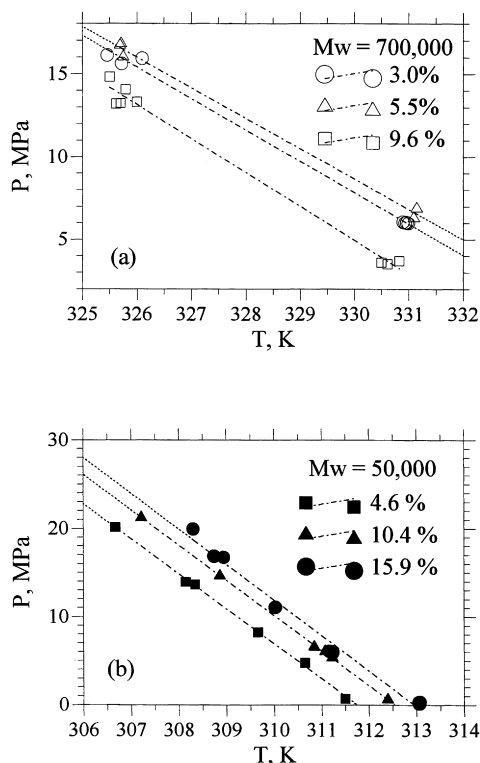 Mw = 700,000
3.0%
5.5%
9.6 %
15
10
5
P, MPa
(a)
325 326 327 328 329 330 331 332
T, K
Mw = 50,000
4.6 %
10.4 %
15.9 %
30
20
10
0
P, MPa
(b)
306 307 308 309 310 311 312 313 314
T, K